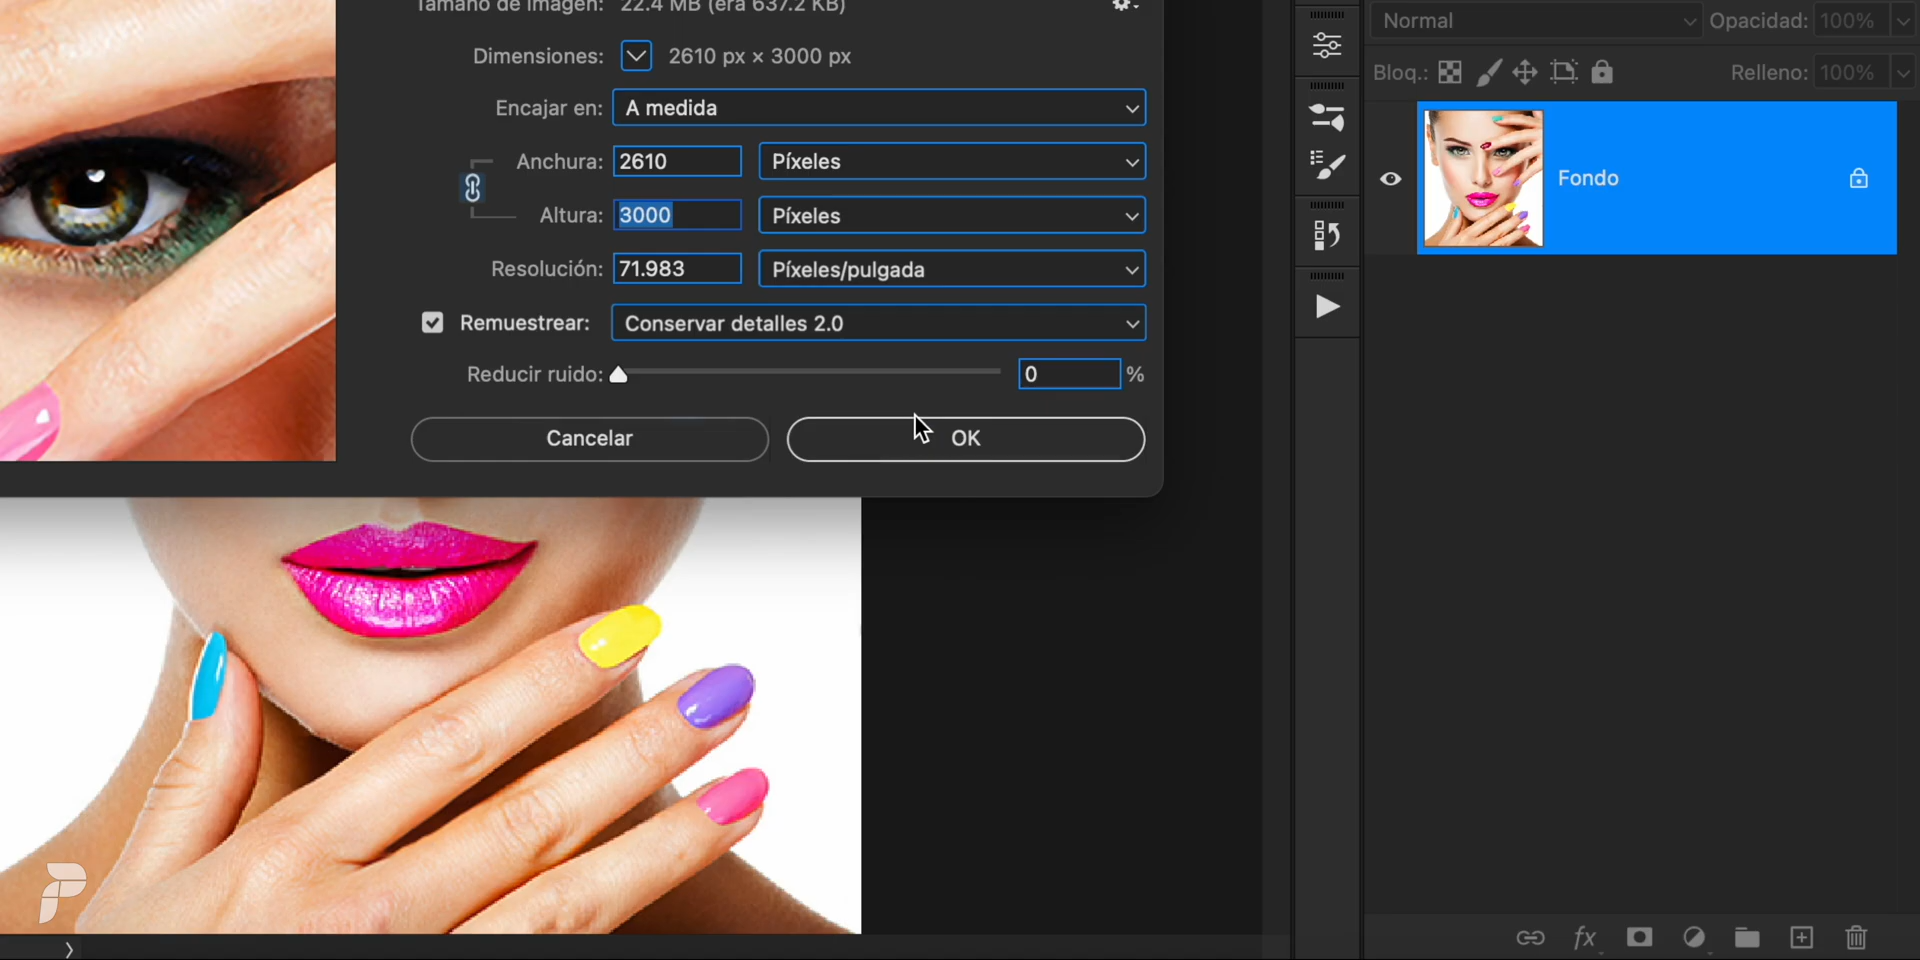 Tamaño de imagen: 22.4 MB (era 637.2 KB)
Dimensiones: 2610 px × 3000 px
Encajar en: A medida
Anchura: 2610 Píxeles
Altura: 3000 Píxeles
Resolución: 71.983 Píxeles/pulgada
Remuestrear: Conservar detalles 2.0
Reducir ruido: 0 %
Cancelar OK
Normal Opacidad: 100%
Bloq.: Relleno: 100%
Fondo
fx